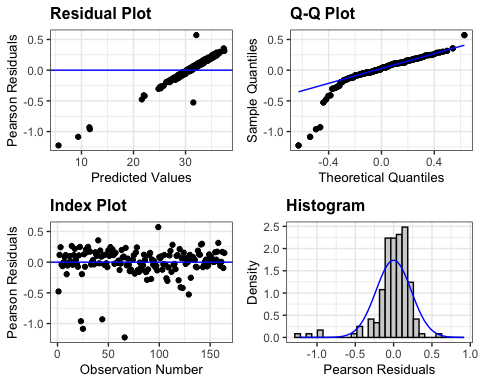 Residual Plot
Pearson Residuals
0.5
0.0
-0.5
-1.0
10
20
30
Predicted Values
Q-Q Plot
Sample Quantiles
0.5
0.0
-0.5
-1.0
-0.4
0.0
0.4
Theoretical Quantiles
Index Plot
Pearson Residuals
0.5
0.0
-0.5
-1.0
0
50
100
150
Observation Number
Histogram
Density
2.5
2.0
1.5
1.0
0.5
0.0
-1.0
-0.5
0.0
0.5
1.0
Pearson Residuals